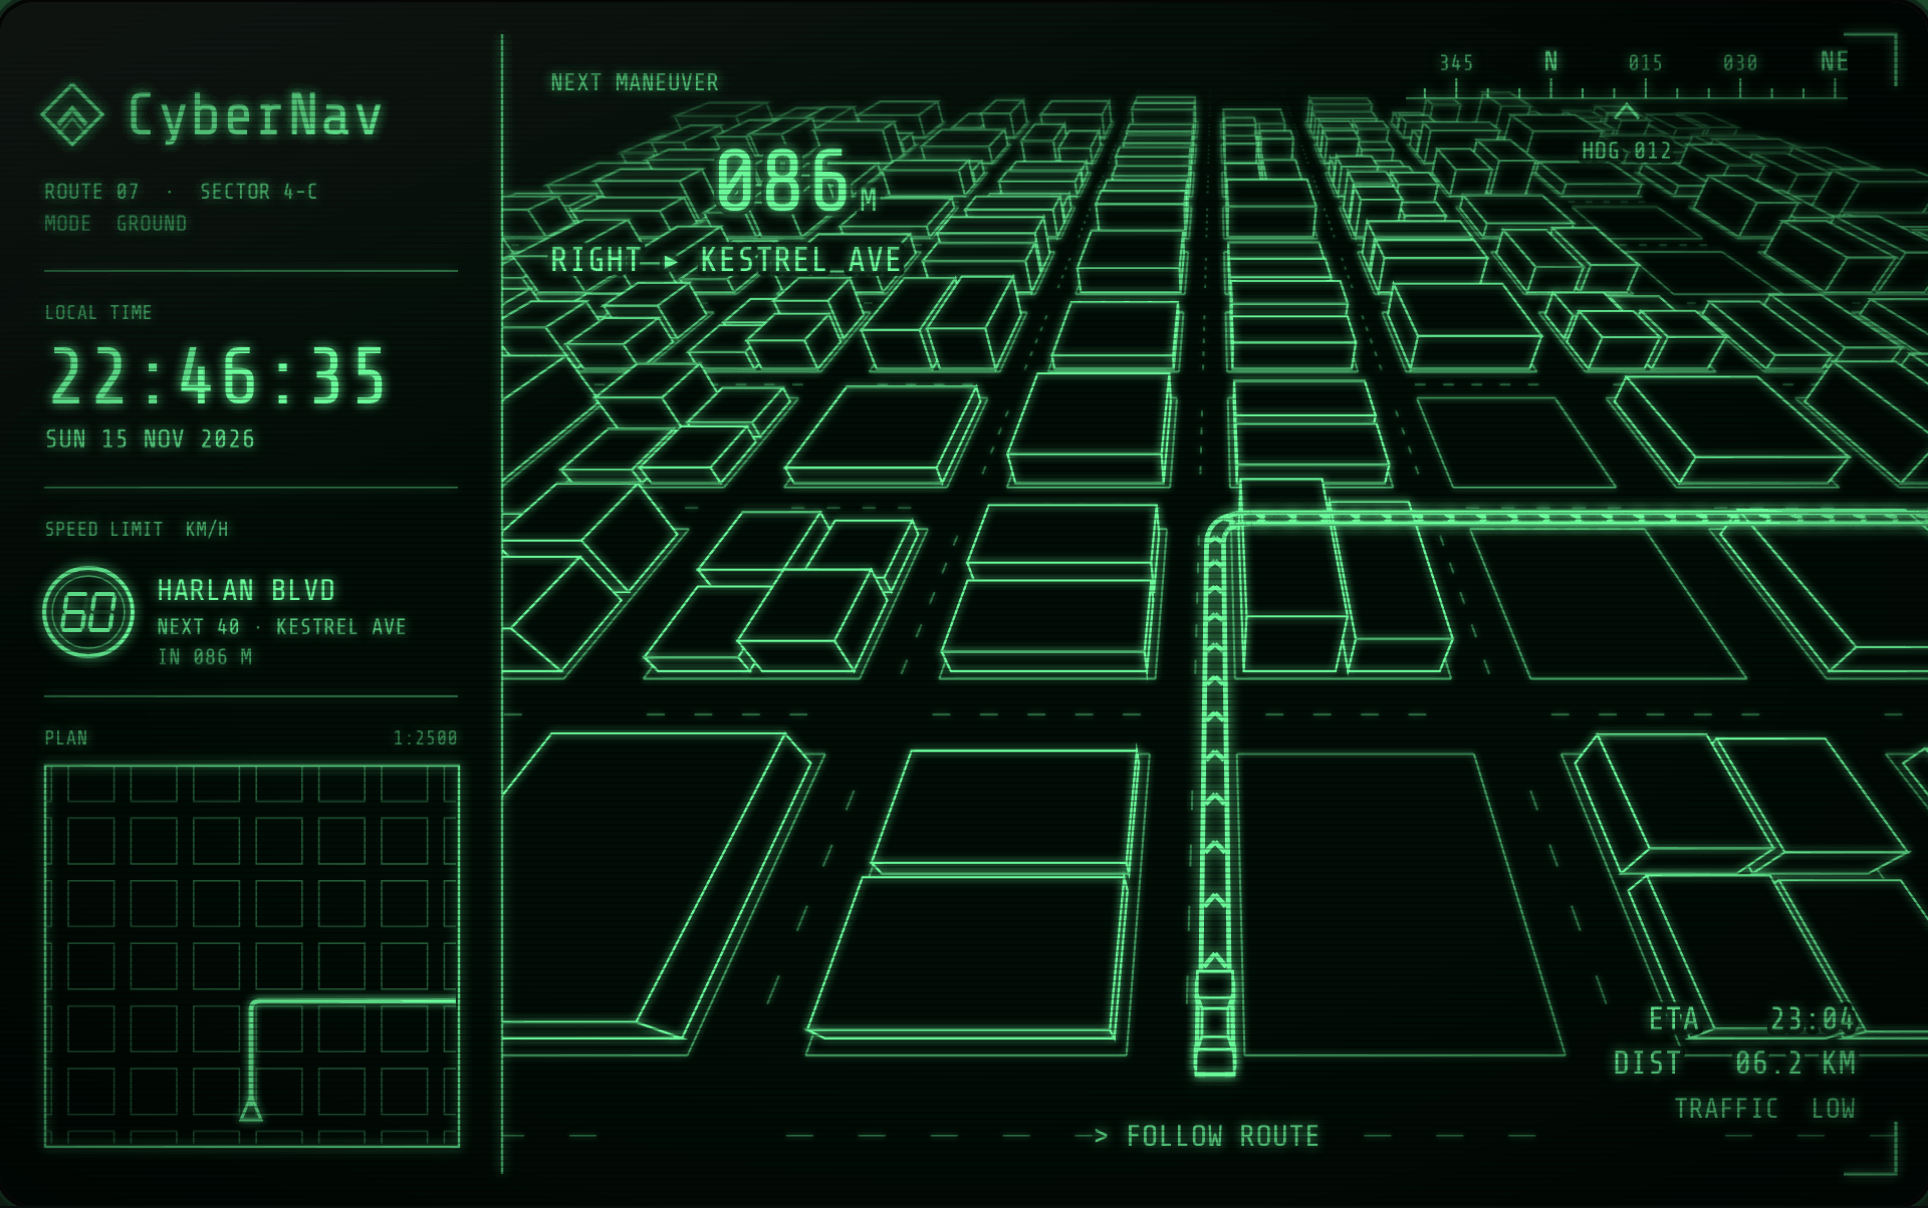 CyberNav
ROUTE 07 · SECTOR 4-C
MODE GROUND
LOCAL TIME
22:46:35
SUN 15 NOV 2026
SPEED LIMIT KM/H
60
HARLAN BLVD
NEXT 40 · KESTREL AVE
IN 086 M
PLAN 1:2500
NEXT MANEUVER
086 M
RIGHT ▸ KESTREL AVE
345 N 015 030 NE
HDG 012
ETA 23:04
DIST 06.2 KM
TRAFFIC LOW
> FOLLOW ROUTE